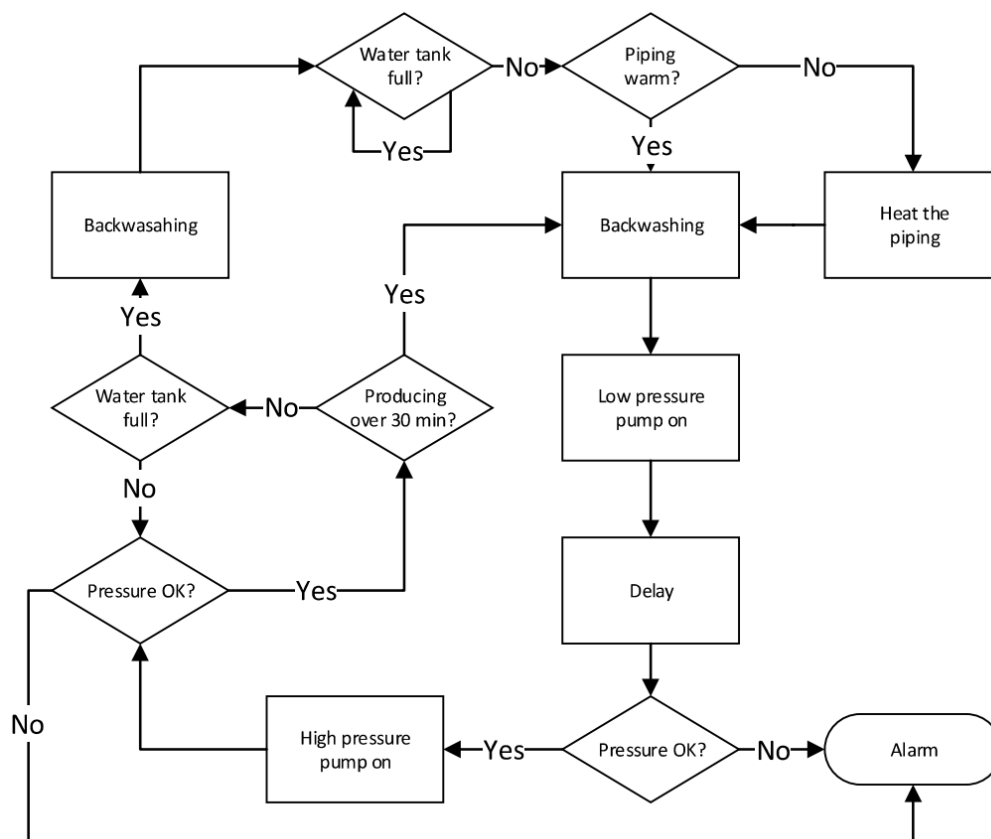 Water tank
full?
No
Piping
warm?
No
Yes
Yes
Backwasahing
Backwashing
Heat the
piping
Yes
Yes
Water tank
full?
No
Producing
over 30 min?
Low pressure
pump on
No
Pressure OK?
Yes
Delay
No
High pressure
pump on
Yes
Pressure OK?
No
Alarm